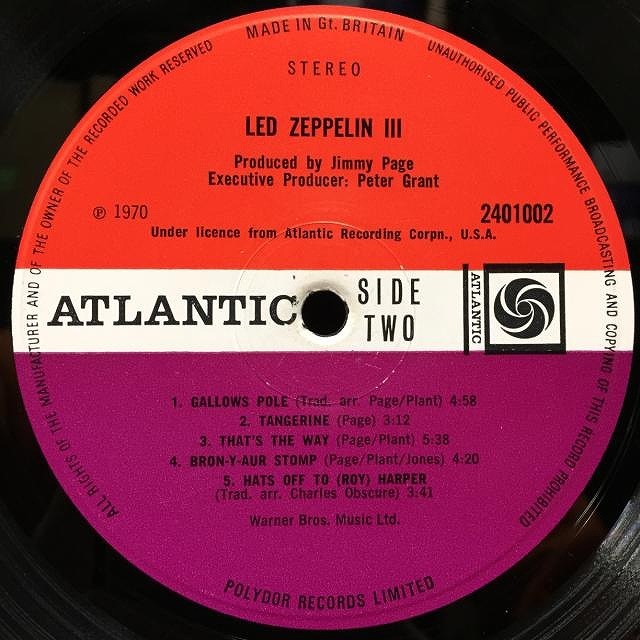 MADE IN Gt. BRITAIN
UNAUTHORISED PUBLIC PERFORMANCE BROADCASTING AND COPYING OF THIS RECORD PROHIBITED
ALL RIGHTS OF THE MANUFACTURER AND OF THE OWNER OF THE RECORDED WORK RESERVED
STEREO
LED ZEPPELIN III
Produced by Jimmy Page
Executive Producer: Peter Grant
℗ 1970
2401002
Under licence from Atlantic Recording Corpn., U.S.A.
ATLANTIC
SIDE
TWO
ATLANTIC
1. GALLOWS POLE (Trad. arr. Page/Plant) 4:58
2. TANGERINE (Page) 3:12
3. THAT'S THE WAY (Page/Plant) 5:38
4. BRØN-Y-AUR STOMP (Page/Plant/Jones) 4:20
5. HATS OFF TO (ROY) HARPER
(Trad. arr. Charles Obscure) 3:41
Warner Bros. Music Ltd.
POLYDOR RECORDS LIMITED